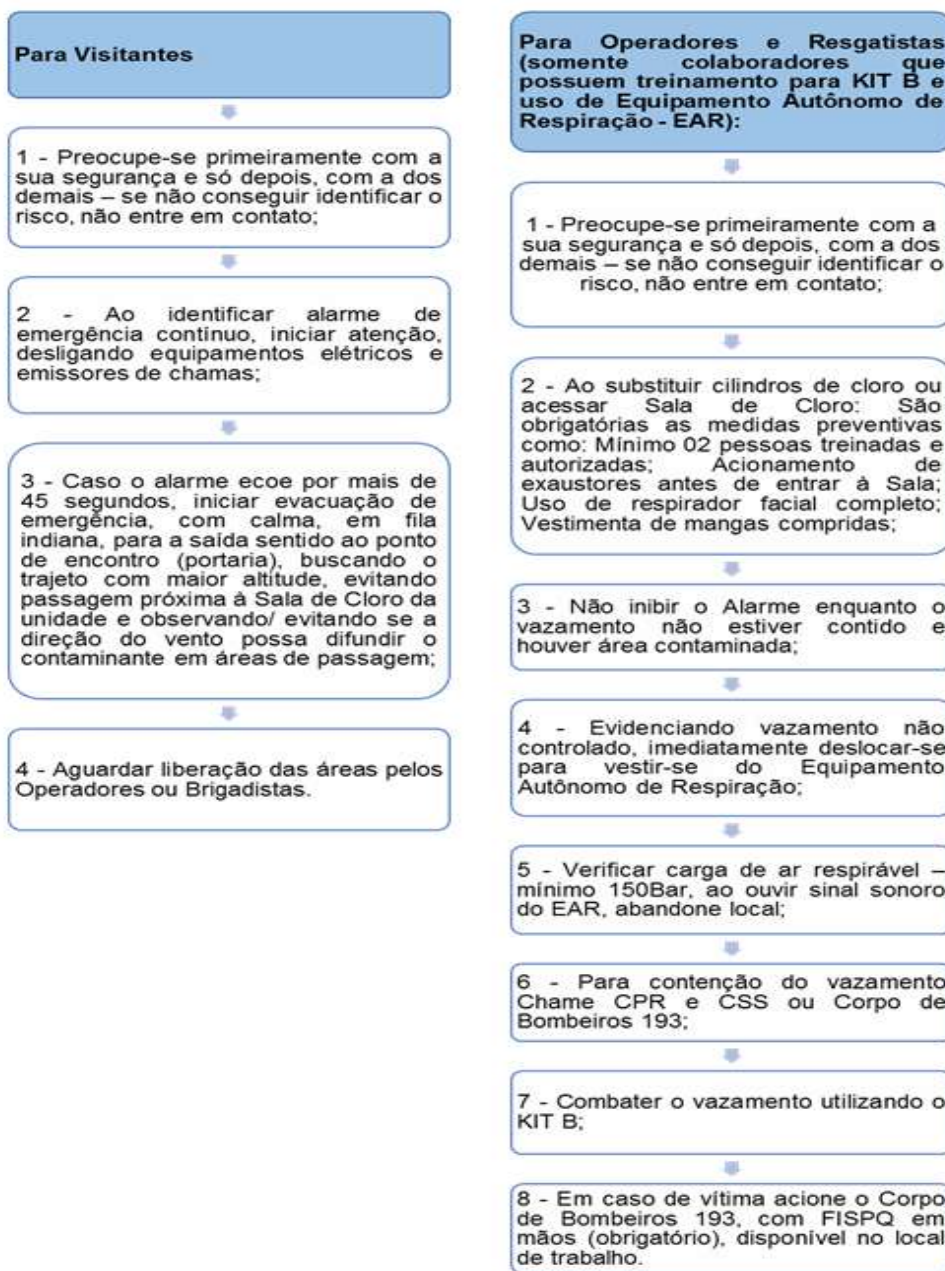 Para Visitantes
1 - Preocupe-se primeiramente com a
sua segurança e só depois, com a dos
demais – se não conseguir identificar o
risco, não entre em contato;
2 - Ao identificar alarme de
emergência contínuo, iniciar atenção,
desligando equipamentos elétricos e
emissores de chamas;
3 - Caso o alarme ecoe por mais de
45 segundos, iniciar evacuação de
emergência, com calma, em fila
indiana, para a saída sentido ao ponto
de encontro (portaria), buscando o
trajeto com maior altitude, evitando
passagem próxima à Sala de Cloro da
unidade e observando/ evitando se a
direção do vento possa difundir o
contaminante em áreas de passagem;
4 - Aguardar liberação das áreas pelos
Operadores ou Brigadistas.
Para Operadores e Resgatistas
(somente colaboradores que
possuem treinamento para KIT B e
uso de Equipamento Autônomo de
Respiração - EAR):
1 - Preocupe-se primeiramente com a
sua segurança e só depois, com a dos
demais – se não conseguir identificar o
risco, não entre em contato;
2 - Ao substituir cilindros de cloro ou
acessar Sala de Cloro: São
obrigatórias as medidas preventivas
como: Mínimo 02 pessoas treinadas e
autorizadas; Acionamento de
exaustores antes de entrar à Sala;
Uso de respirador facial completo;
Vestimenta de mangas compridas;
3 - Não inibir o Alarme enquanto o
vazamento não estiver contido e
houver área contaminada;
4 - Evidenciando vazamento não
controlado, imediatamente deslocar-se
para vestir-se do Equipamento
Autônomo de Respiração;
5 - Verificar carga de ar respirável –
mínimo 150Bar, ao ouvir sinal sonoro
do EAR, abandone local;
6 - Para contenção do vazamento
Chame CPR e CSS ou Corpo de
Bombeiros 193;
7 - Combater o vazamento utilizando o
KIT B;
8 - Em caso de vítima acione o Corpo
de Bombeiros 193, com FISPQ em
mãos (obrigatório), disponível no local
de trabalho.